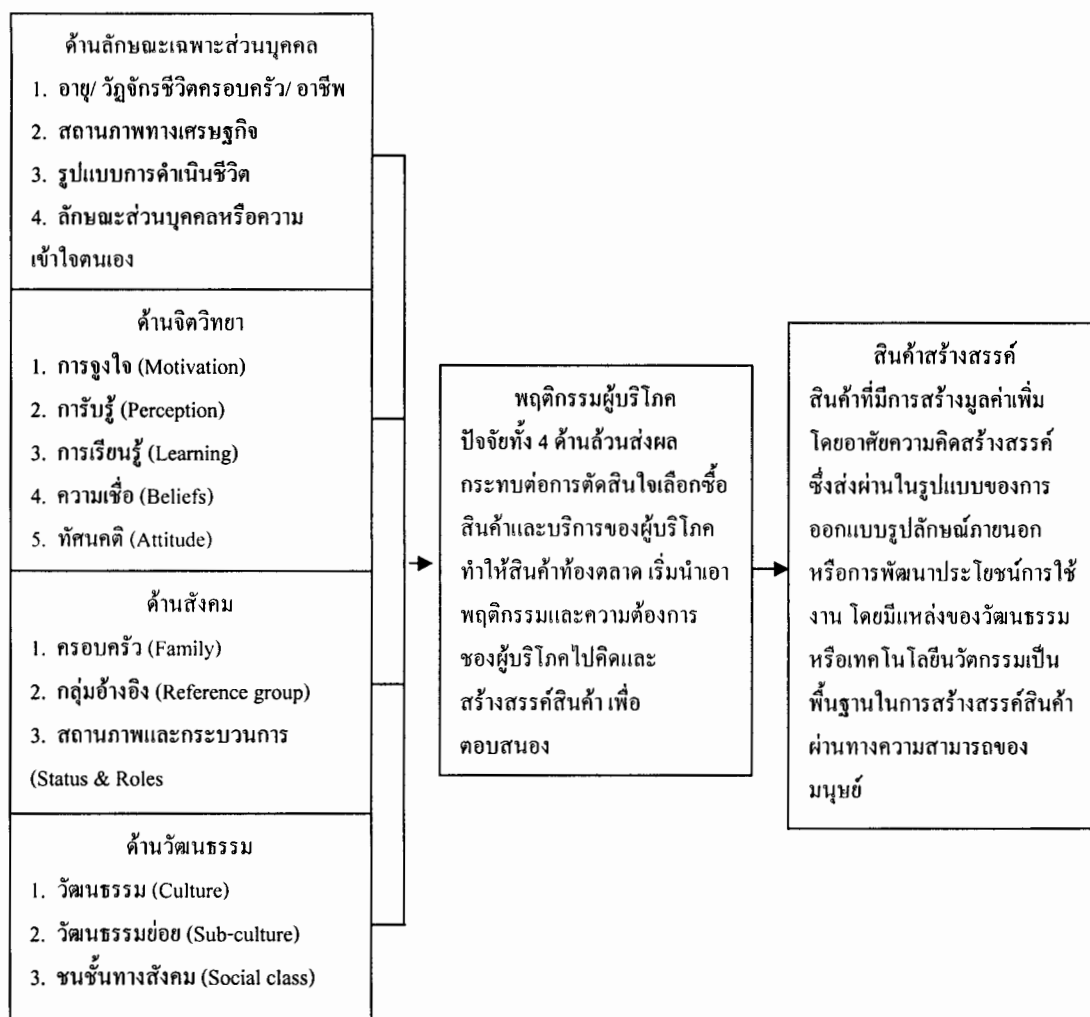 ด้านลักษณะเฉพาะส่วนบุคคล
1. อายุ/ วัฏจักรชีวิตครอบครัว/ อาชีพ
2. สถานภาพทางเศรษฐกิจ
3. รูปแบบการดำเนินชีวิต
4. ลักษณะส่วนบุคคลหรือความ
เข้าใจตนเอง
ด้านจิตวิทยา
1. การจูงใจ (Motivation)
2. การับรู้ (Perception)
3. การเรียนรู้ (Learning)
4. ความเชื่อ (Beliefs)
5. ทัศนคติ (Attitude)
ด้านสังคม
1. ครอบครัว (Family)
2. กลุ่มอ้างอิง (Reference group)
3. สถานภาพและกระบวนการ
(Status & Roles
ด้านวัฒนธรรม
1. วัฒนธรรม (Culture)
2. วัฒนธรรมย่อย (Sub-culture)
3. ชนชั้นทางสังคม (Social class)
พฤติกรรมผู้บริโภค
ปัจจัยทั้ง 4 ด้านล้วนส่งผล
กระทบต่อการตัดสินใจเลือกซื้อ
สินค้าและบริการของผู้บริโภค
ทำให้สินค้าท้องตลาด เริ่มนำเอา
พฤติกรรมและความต้องการ
ชองผู้บริโภคไปคิดและ
สร้างสรรค์สินค้า เพื่อ
ตอบสนอง
สินค้าสร้างสรรค์
สินค้าที่มีการสร้างมูลค่าเพิ่ม
โดยอาศัยความคิดสร้างสรรค์
ซึ่งส่งผ่านในรูปแบบของการ
ออกแบบรูปลักษณ์ภายนอก
หรือการพัฒนาประโยชน์การใช้
งาน โดยมีแหล่งของวัฒนธรรม
หรือเทคโนโลยีนวัตกรรมเป็น
พื้นฐานในการสร้างสรรค์สินค้า
ผ่านทางความสามารถของ
มนุษย์